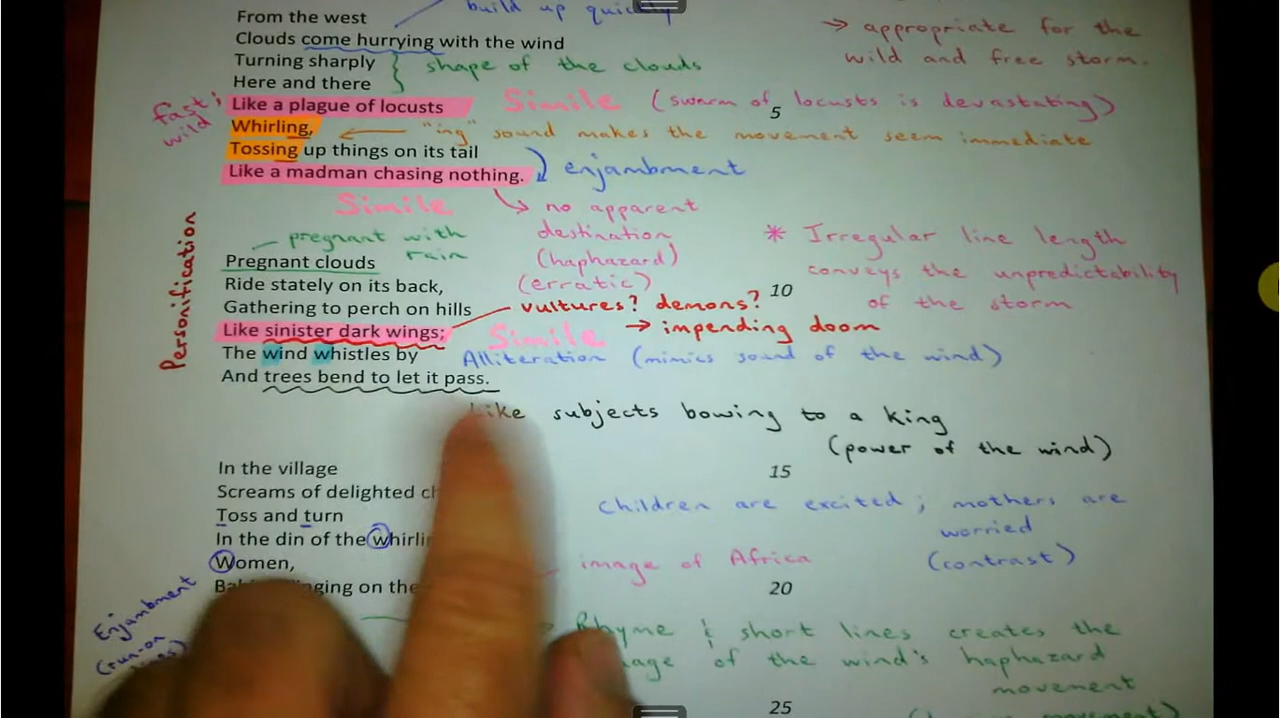 build up quickly
From the west
Clouds come hurrying with the wind
Turning sharply
Here and there
shape of the clouds
→ appropriate for the
wild and free storm.
fast;
wild
Like a plague of locusts
Simile (swarm of locusts is devastating)
5
Whirling,
"ing" sound makes the movement seem immediate
Tossing up things on its tail
Like a madman chasing nothing.
enjambment
Simile
no apparent
destination
(haphazard)
(erratic)
Personification
pregnant with
rain
* Irregular line length
conveys the unpredictability
of the storm
Pregnant clouds
Ride stately on its back,
10
Gathering to perch on hills
vultures? demons?
→ impending doom
Like sinister dark wings;
Simile
The wind whistles by
Alliteration (mimics sound of the wind)
And trees bend to let it pass.
Like subjects bowing to a king
(power of the wind)
In the village
15
Screams of delighted
Toss and turn
In the din of the
children are excited; mothers are
worried
(contrast)
Women,
image of Africa
on the
20
Enjambment
(run-on
Rhyme & short lines creates the
of the wind's haphazard
movement
25